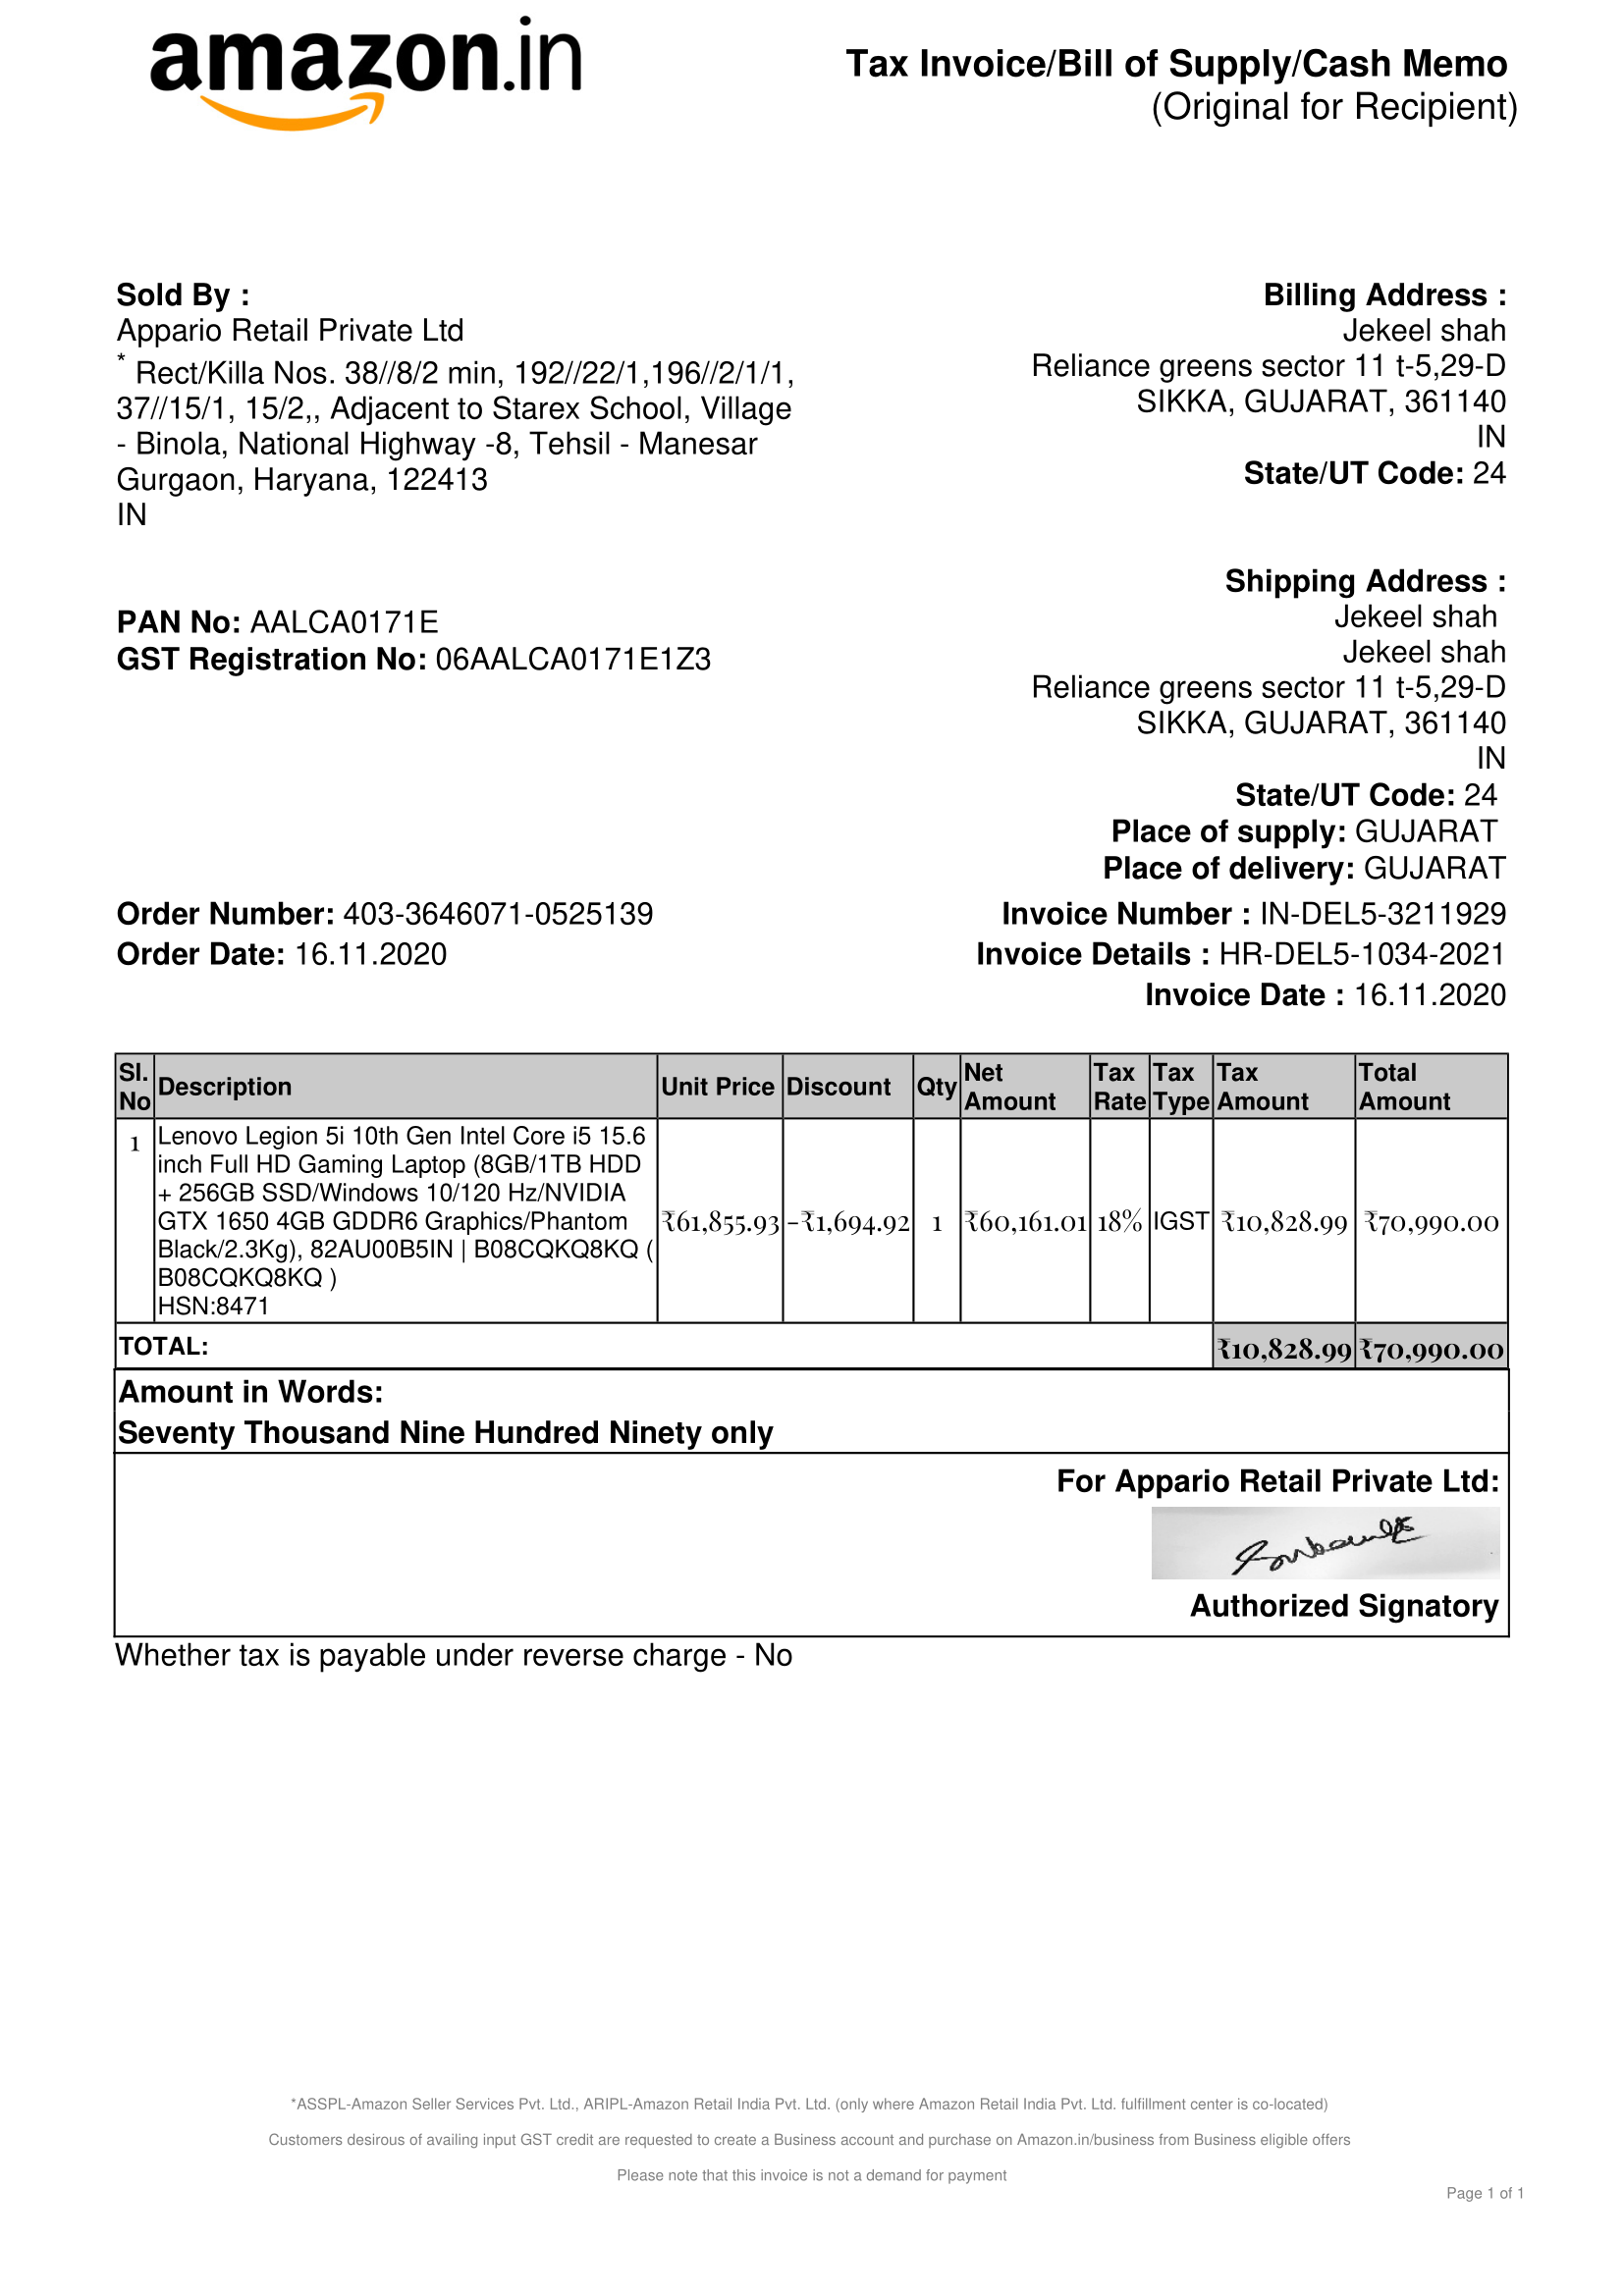 amazon.in
Tax Invoice/Bill of Supply/Cash Memo
(Original for Recipient)
Sold By :
Appario Retail Private Ltd
* Rect/Killa Nos. 38//8/2 min, 192//22/1,196//2/1/1,
37//15/1, 15/2,, Adjacent to Starex School, Village
- Binola, National Highway -8, Tehsil - Manesar
Gurgaon, Haryana, 122413
IN
PAN No: AALCA0171E
GST Registration No: 06AALCA0171E1Z3
Billing Address :
Jekeel shah
Reliance greens sector 11 t-5,29-D
SIKKA, GUJARAT, 361140
IN
State/UT Code: 24
Shipping Address :
Jekeel shah
Jekeel shah
Reliance greens sector 11 t-5,29-D
SIKKA, GUJARAT, 361140
IN
State/UT Code: 24
Place of supply: GUJARAT
Place of delivery: GUJARAT
Order Number: 403-3646071-0525139
Order Date: 16.11.2020
Invoice Number : IN-DEL5-3211929
Invoice Details : HR-DEL5-1034-2021
Invoice Date : 16.11.2020
Sl. No Description Unit Price Discount Qty Net Amount Tax Rate Tax Type Tax Amount Total Amount
1 Lenovo Legion 5i 10th Gen Intel Core i5 15.6
inch Full HD Gaming Laptop (8GB/1TB HDD
+ 256GB SSD/Windows 10/120 Hz/NVIDIA
GTX 1650 4GB GDDR6 Graphics/Phantom
Black/2.3Kg), 82AU00B5IN | B08CQKQ8KQ (
B08CQKQ8KQ )
HSN:8471
₹61,855.93 -₹1,694.92 1 ₹60,161.01 18% IGST ₹10,828.99 ₹70,990.00
TOTAL: ₹10,828.99 ₹70,990.00
Amount in Words:
Seventy Thousand Nine Hundred Ninety only
For Appario Retail Private Ltd:
Authorized Signatory
Whether tax is payable under reverse charge - No
*ASSPL-Amazon Seller Services Pvt. Ltd., ARIPL-Amazon Retail India Pvt. Ltd. (only where Amazon Retail India Pvt. Ltd. fulfillment center is co-located)
Customers desirous of availing input GST credit are requested to create a Business account and purchase on Amazon.in/business from Business eligible offers
Please note that this invoice is not a demand for payment
Page 1 of 1